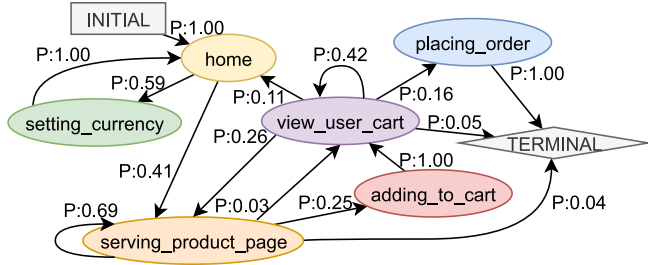 INITIAL
P:1.00
placing_order
P:1.00
home
P:0.42
P:0.59
P:1.00
P:0.11
P:0.16
setting_currency
view_user_cart
P:0.05
P:0.26
TERMINAL
P:0.41
P:1.00
P:0.03
adding_to_cart
P:0.04
P:0.25
P:0.69
serving_product_page